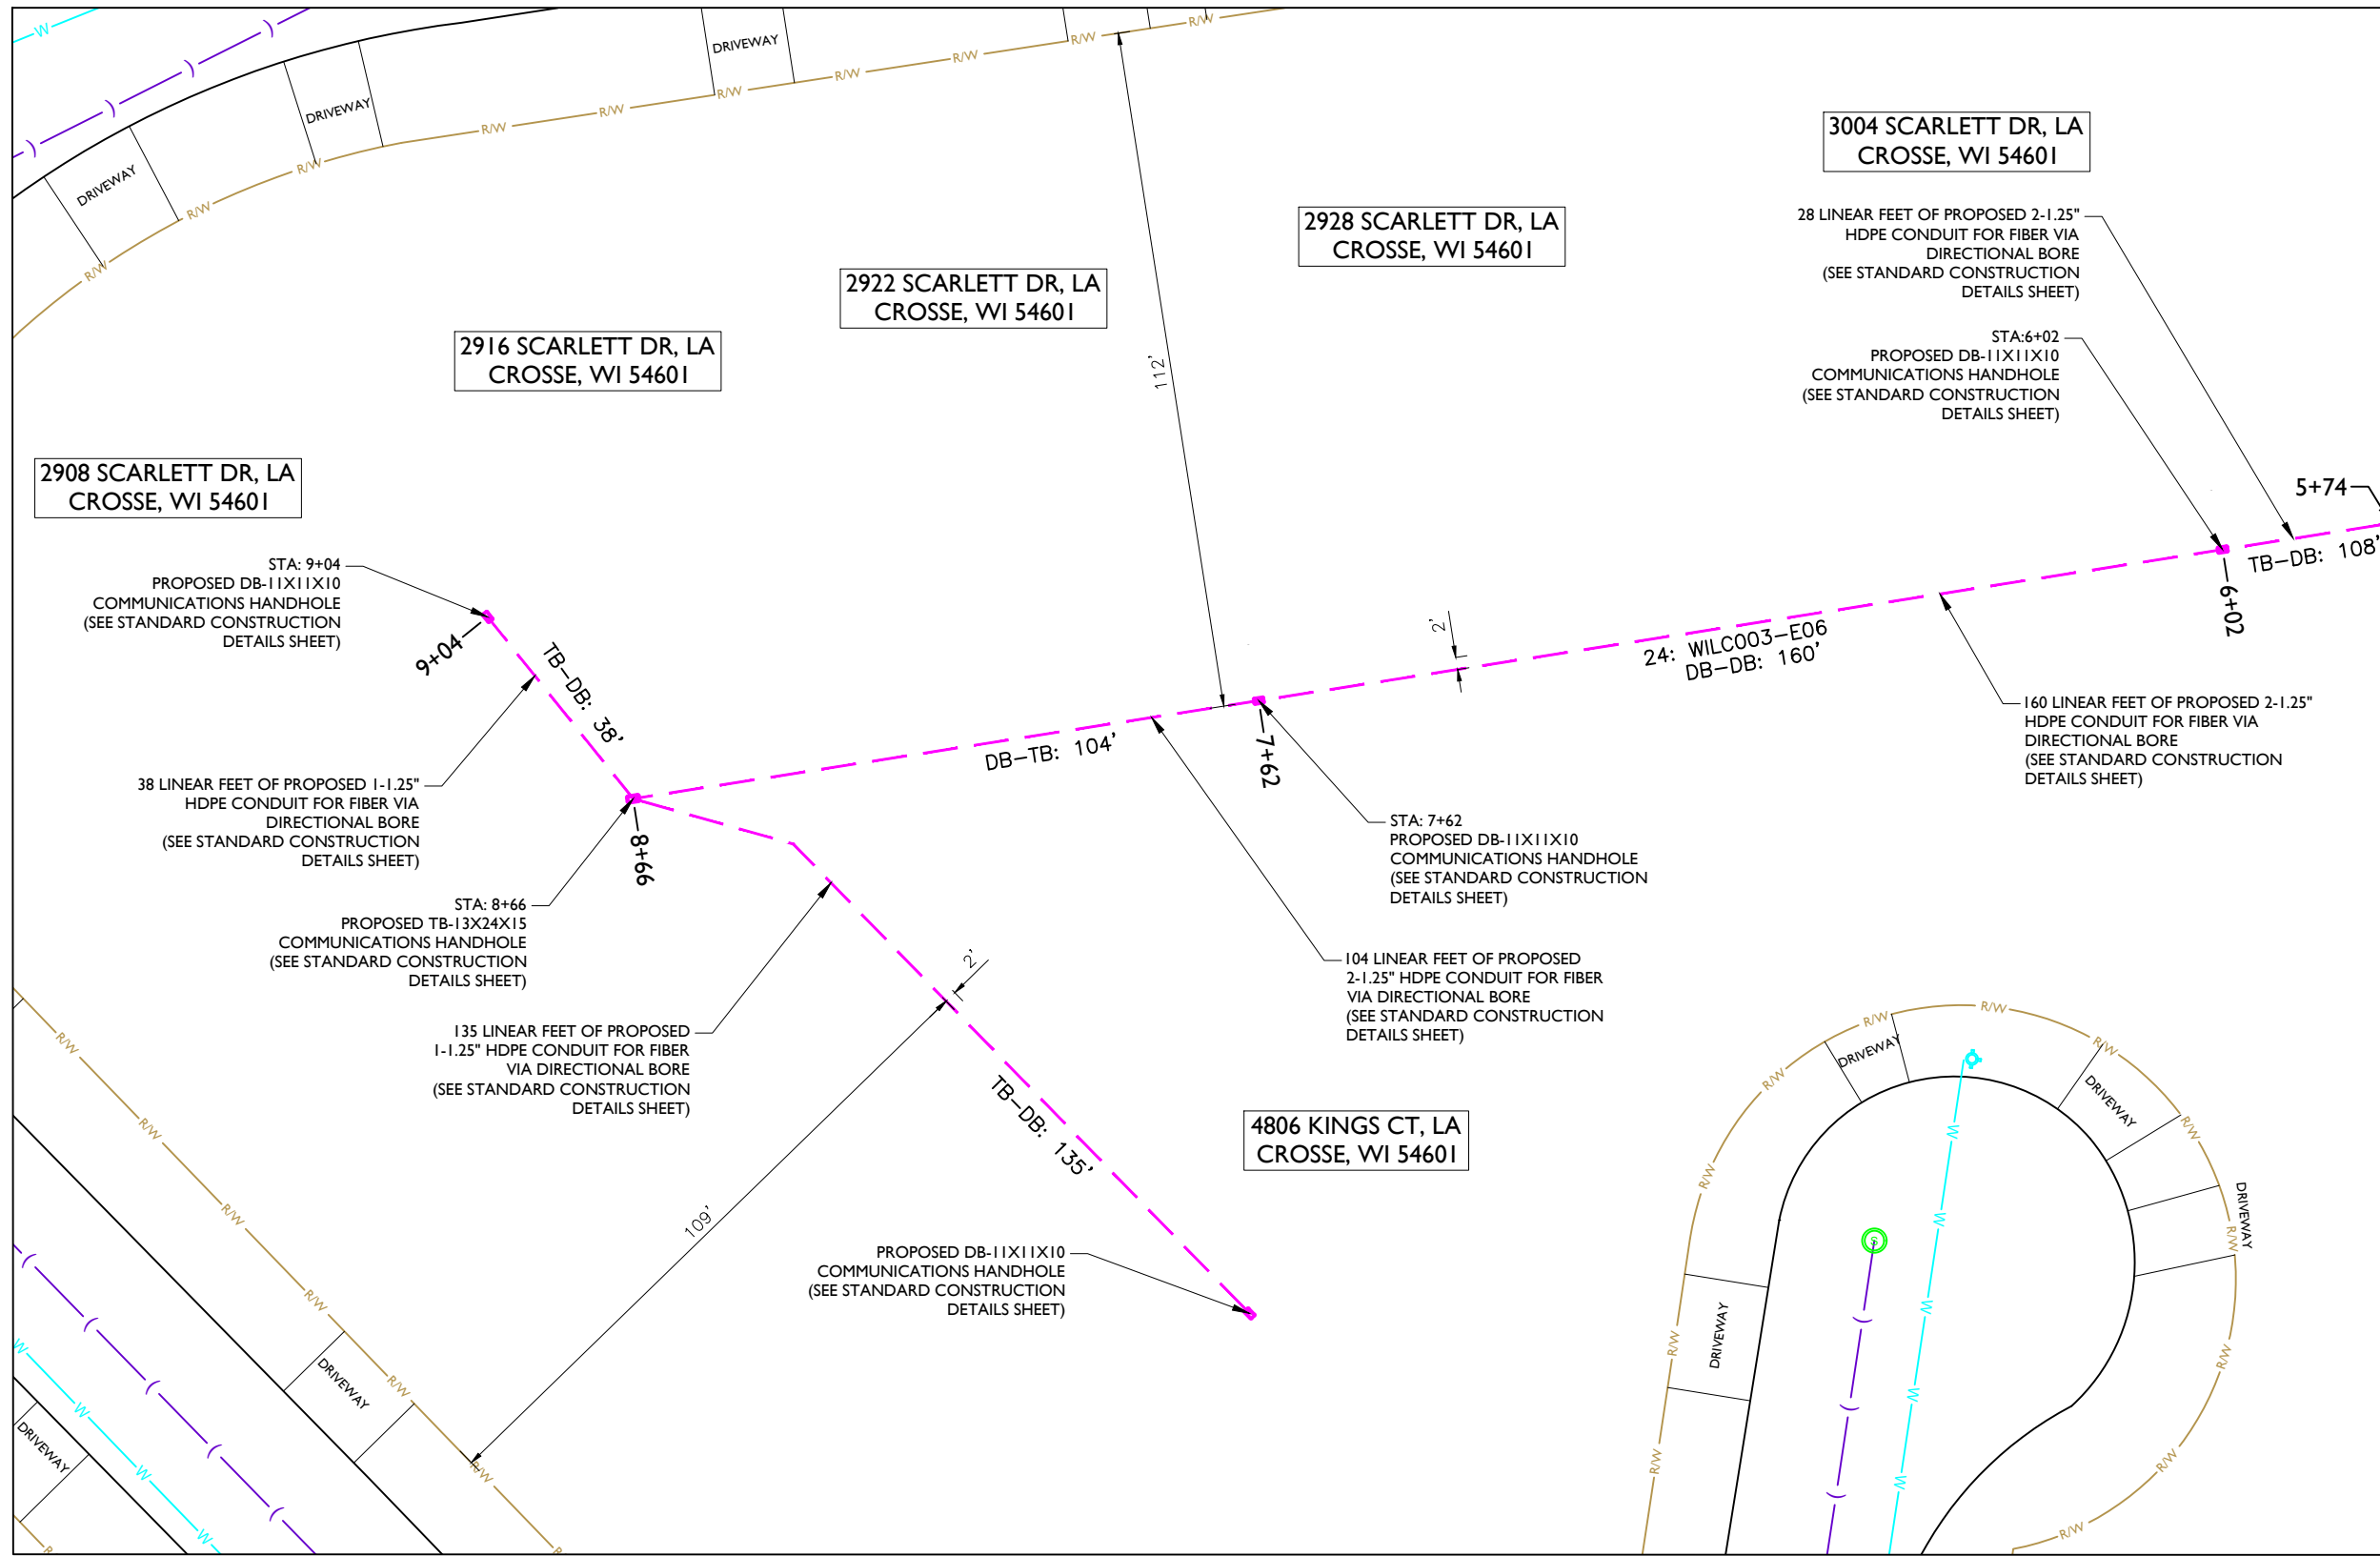 DRIVEWAY
DRIVEWAY
DRIVEWAY
W
)
)
)
)
R/W
R/W
R/W
R/W
R/W
R/W
R/W
R/W
R/W
R/W
3004 SCARLETT DR, LA
CROSSE, WI 54601
2928 SCARLETT DR, LA
CROSSE, WI 54601
2922 SCARLETT DR, LA
CROSSE, WI 54601
2916 SCARLETT DR, LA
CROSSE, WI 54601
2908 SCARLETT DR, LA
CROSSE, WI 54601
112'
28 LINEAR FEET OF PROPOSED 2-1.25"
HDPE CONDUIT FOR FIBER VIA
DIRECTIONAL BORE
(SEE STANDARD CONSTRUCTION
DETAILS SHEET)
STA:6+02
PROPOSED DB-11X11X10
COMMUNICATIONS HANDHOLE
(SEE STANDARD CONSTRUCTION
DETAILS SHEET)
5+74
TB-DB: 108'
6+02
STA: 9+04
PROPOSED DB-11X11X10
COMMUNICATIONS HANDHOLE
(SEE STANDARD CONSTRUCTION
DETAILS SHEET)
9+04
TB-DB: 38'
2'
24: WILC003-E06
DB-DB: 160'
160 LINEAR FEET OF PROPOSED 2-1.25"
HDPE CONDUIT FOR FIBER VIA
DIRECTIONAL BORE
(SEE STANDARD CONSTRUCTION
DETAILS SHEET)
DB-TB: 104'
7+62
38 LINEAR FEET OF PROPOSED 1-1.25"
HDPE CONDUIT FOR FIBER VIA
DIRECTIONAL BORE
(SEE STANDARD CONSTRUCTION
DETAILS SHEET)
8+66
STA: 7+62
PROPOSED DB-11X11X10
COMMUNICATIONS HANDHOLE
(SEE STANDARD CONSTRUCTION
DETAILS SHEET)
STA: 8+66
PROPOSED TB-13X24X15
COMMUNICATIONS HANDHOLE
(SEE STANDARD CONSTRUCTION
DETAILS SHEET)
2'
104 LINEAR FEET OF PROPOSED
2-1.25" HDPE CONDUIT FOR FIBER
VIA DIRECTIONAL BORE
(SEE STANDARD CONSTRUCTION
DETAILS SHEET)
135 LINEAR FEET OF PROPOSED
1-1.25" HDPE CONDUIT FOR FIBER
VIA DIRECTIONAL BORE
(SEE STANDARD CONSTRUCTION
DETAILS SHEET)
TB-DB: 135'
4806 KINGS CT, LA
CROSSE, WI 54601
109'
PROPOSED DB-11X11X10
COMMUNICATIONS HANDHOLE
(SEE STANDARD CONSTRUCTION
DETAILS SHEET)
R/W
R/W
R/W
R/W
R/W
R/W
DRIVEWAY
DRIVEWAY
(
(
(
(
(
W
W
W
W
R/W
R/W
R/W
R/W
R/W
R/W
R/W
R/W
R/W
R/W
R/W
R/W
DRIVEWAY
DRIVEWAY
DRIVEWAY
DRIVEWAY
S
W
W
W
W
W
)
)
)